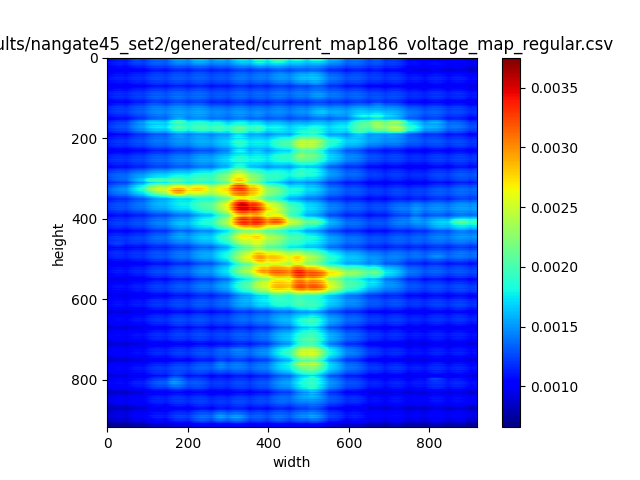 ults/nangate45_set2/generated/current_map186_voltage_map_regular.csv
0
200
400
600
800
height
0 200 400 600 800
width
0.0035
0.0030
0.0025
0.0020
0.0015
0.0010